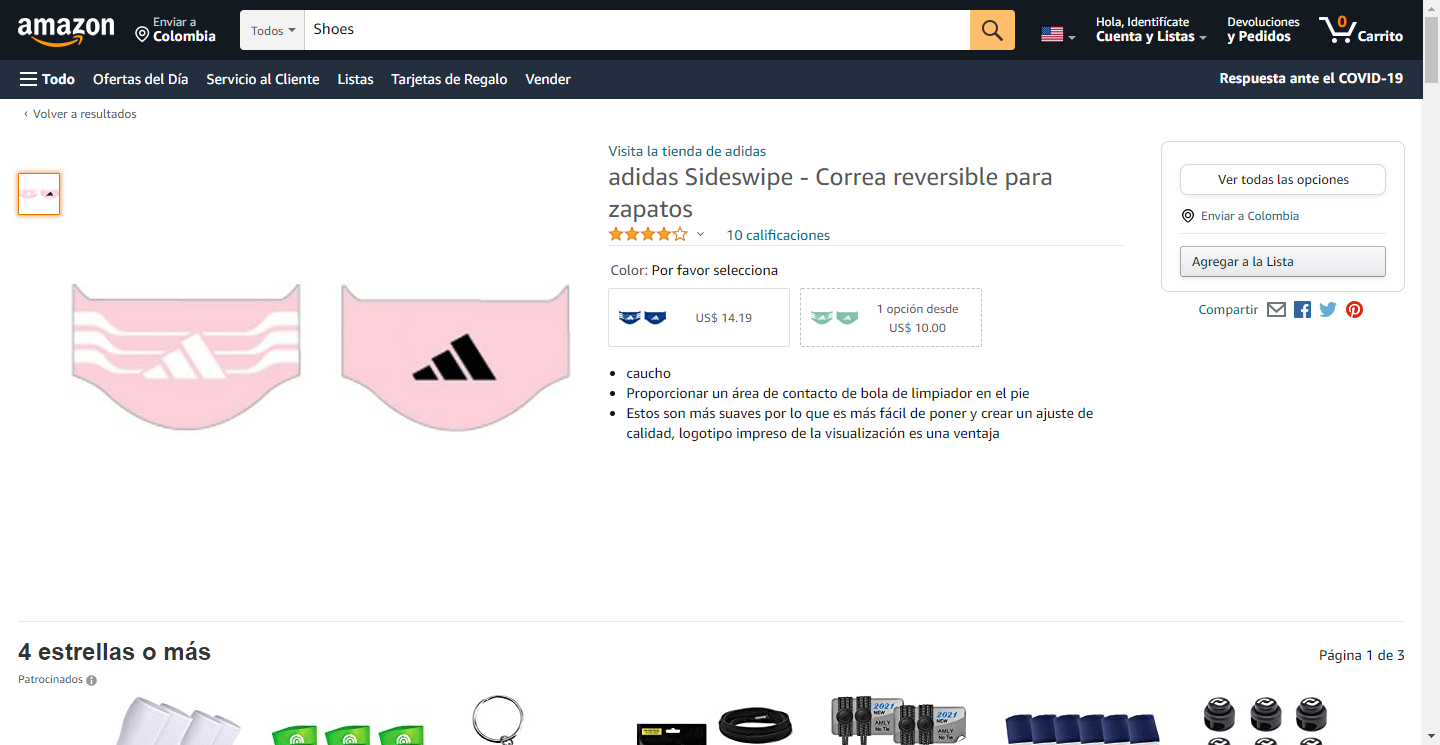 amazon
Enviar a
Colombia
Todos
Shoes
Hola, Identifícate
Cuenta y Listas
Devoluciones
y Pedidos
0
Carrito
Todo
Ofertas del Día
Servicio al Cliente
Listas
Tarjetas de Regalo
Vender
Respuesta ante el COVID-19
‹ Volver a resultados
Visita la tienda de adidas
adidas Sideswipe - Correa reversible para
zapatos
10 calificaciones
Color: Por favor selecciona
US$ 14.19
1 opción desde
US$ 10.00
• caucho
• Proporcionar un área de contacto de bola de limpiador en el pie
• Estos son más suaves por lo que es más fácil de poner y crear un ajuste de
calidad, logotipo impreso de la visualización es una ventaja
Ver todas las opciones
Enviar a Colombia
Agregar a la Lista
Compartir
4 estrellas o más
Página 1 de 3
Patrocinados
2021
NEW
AMLY
No Tie
2021
NEW
AMLY
No Tie